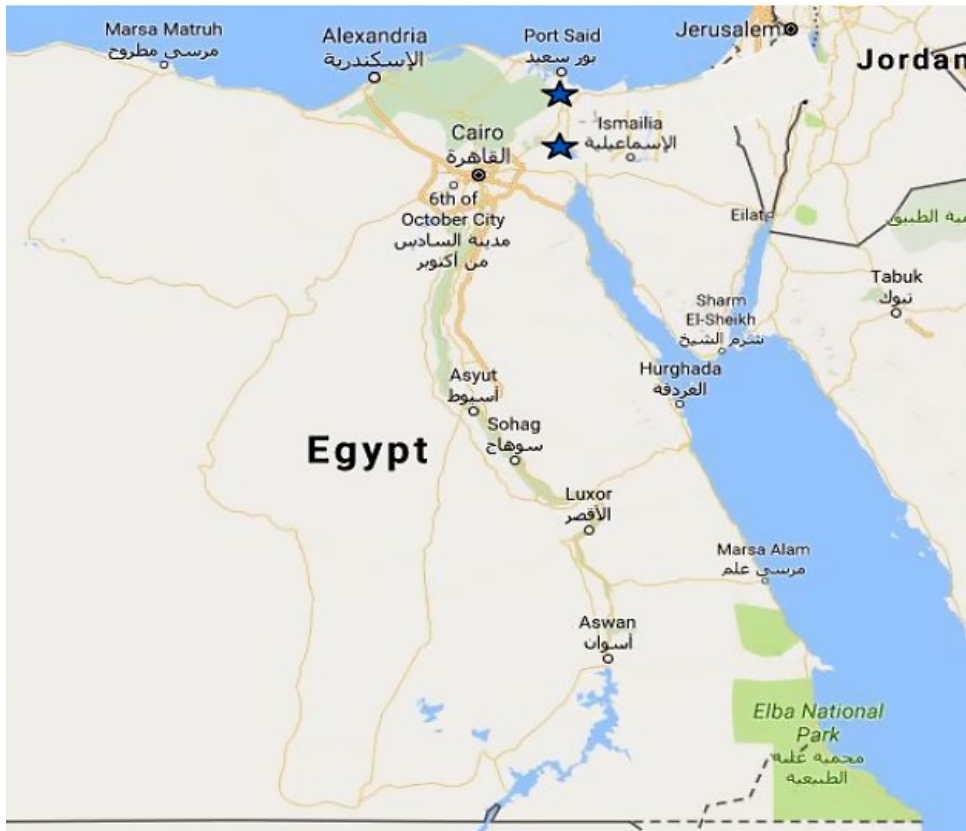 Marsa Matruh
مرسى مطروح
Alexandria
الإسكندرية
Port Said
بور سعيد
Jerusalem
Jordan
Ismailia
الإسماعيلية
Cairo
القاهرة
6th of
October City
مدينة السادس
من أكتوبر
Eilat
Tabuk
تبوك
Sharm
El-Sheikh
شرم الشيخ
Hurghada
الغردقة
Asyut
أسيوط
Sohag
سوهاج
Egypt
Luxor
الأقصر
Marsa Alam
مرسى علم
Aswan
أسوان
Elba National
Park
محمية علبة
الطبيعية